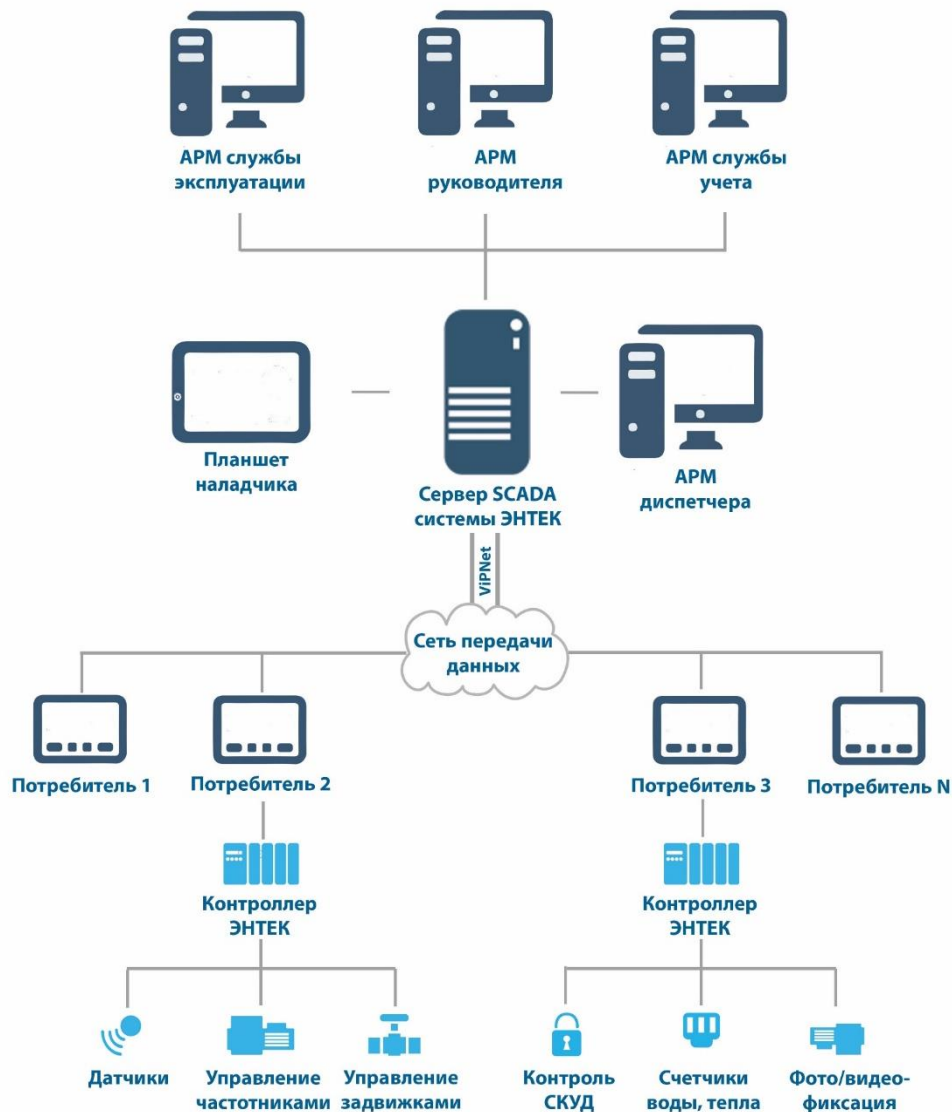 АРМ службы
эксплуатации
АРМ
руководителя
АРМ службы
учета
Планшет
наладчика
Сервер SCADA
системы ЭНТЕК
АРМ
диспетчера
ViPNet
Сеть передачи
данных
Потребитель 1
Потребитель 2
Потребитель 3
Потребитель N
Контроллер
ЭНТЕК
Контроллер
ЭНТЕК
Датчики
Управление
частотниками
Управление
задвижками
Контроль
СКУД
Счетчики
воды, тепла
Фото/видео-
фиксация